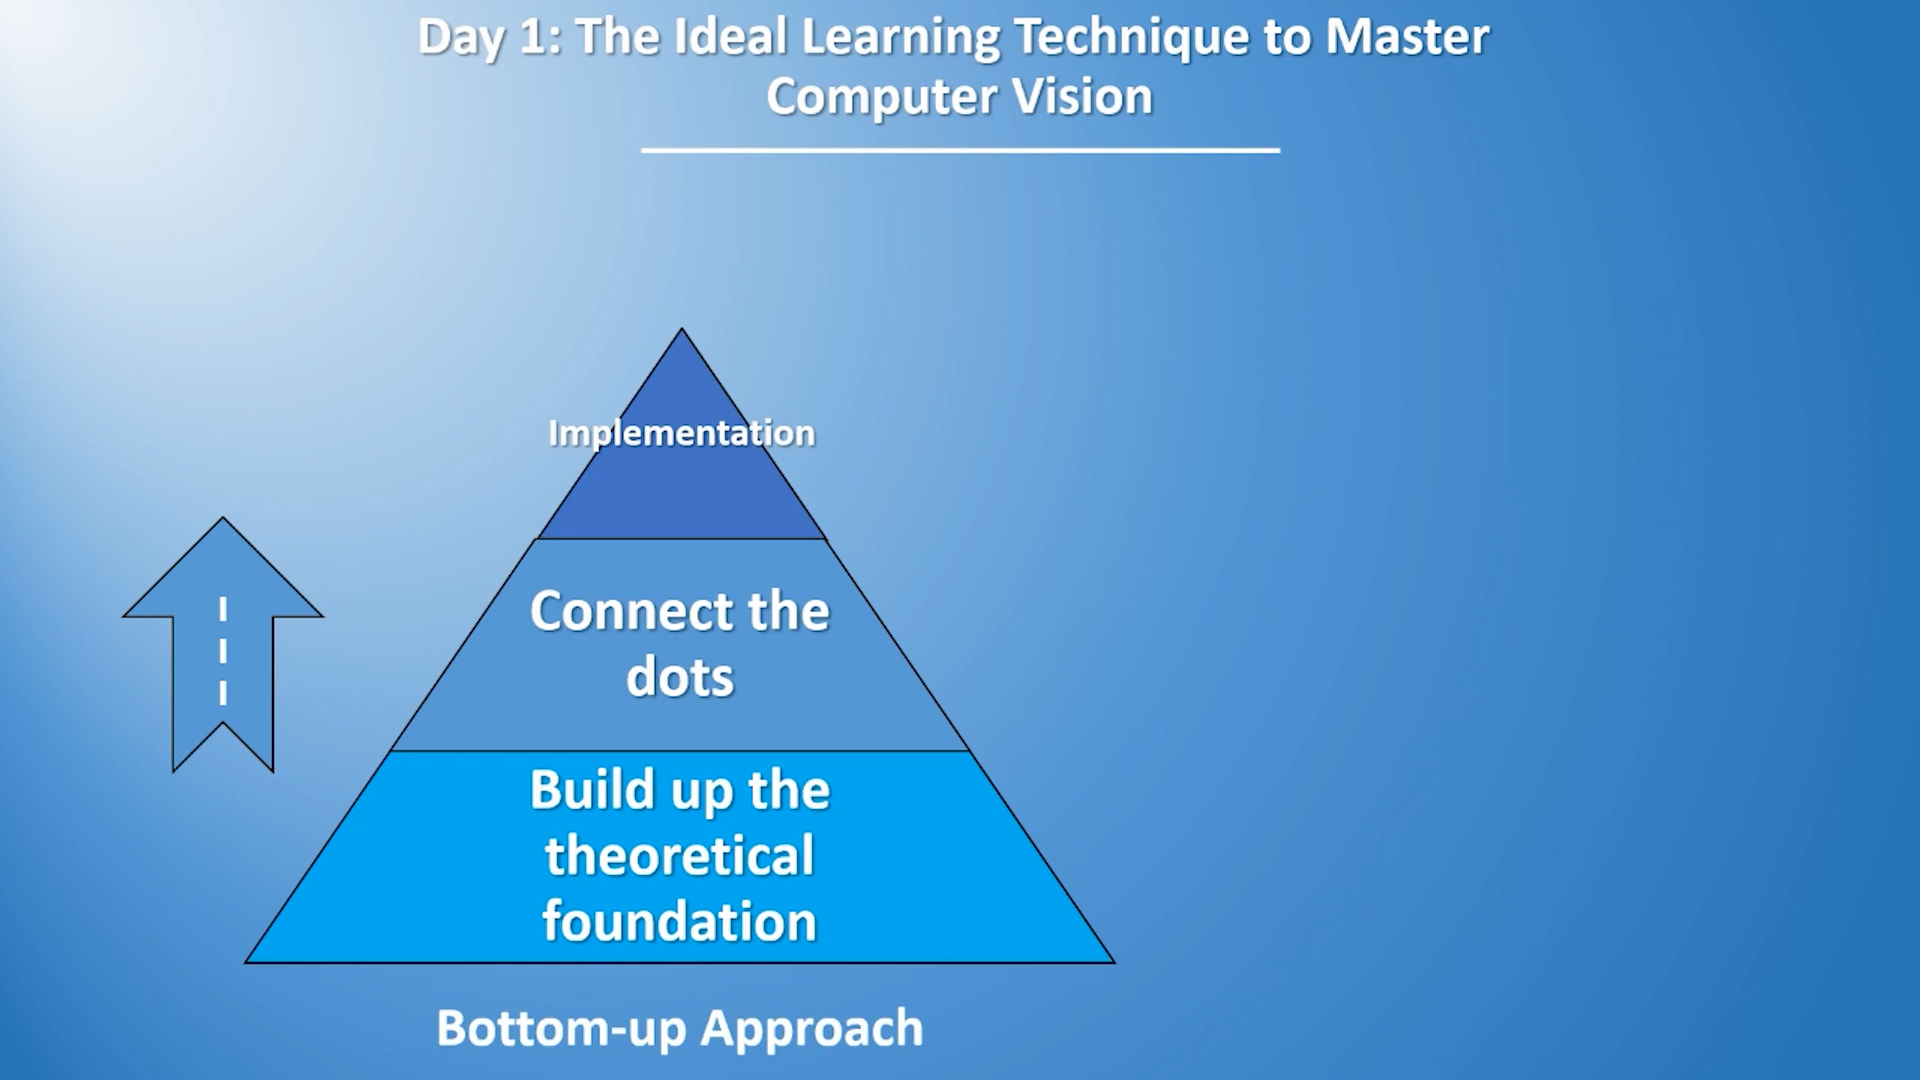 Day 1: The Ideal Learning Technique to Master
Computer Vision
Implementation
Connect the
dots
Build up the
theoretical
foundation
Bottom-up Approach